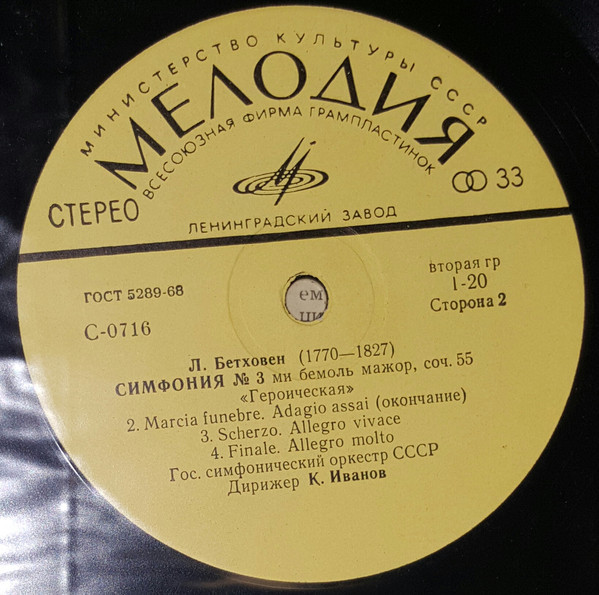 МИНИСТЕРСТВО КУЛЬТУРЫ СССР
МЕЛОДИЯ
ВСЕСОЮЗНАЯ ФИРМА ГРАМПЛАСТИНОК
СТЕРЕО
33
ЛЕНИНГРАДСКИЙ ЗАВОД
ГОСТ 5289-68
вторая гр
1-20
С-0716
Сторона 2
ем
ци
Л. Бетховен (1770—1827)
СИМФОНИЯ № 3 ми бемоль мажор, соч. 55
«Героическая»
2. Marcia funebre. Adagio assai (окончание)
3. Scherzo. Allegro vivace
4. Finale. Allegro molto
Гос. симфонический оркестр СССР
Дирижер К. Иванов